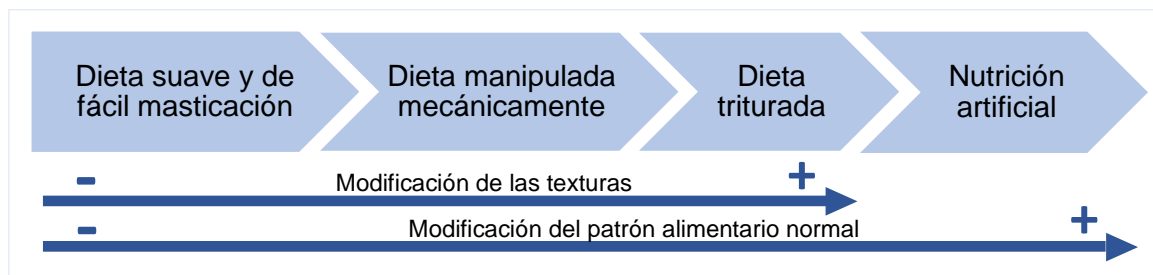 Dieta suave y de
fácil masticación
Dieta manipulada
mecánicamente
Dieta
triturada
Nutrición
artificial
- Modificación de las texturas +
- Modificación del patrón alimentario normal +